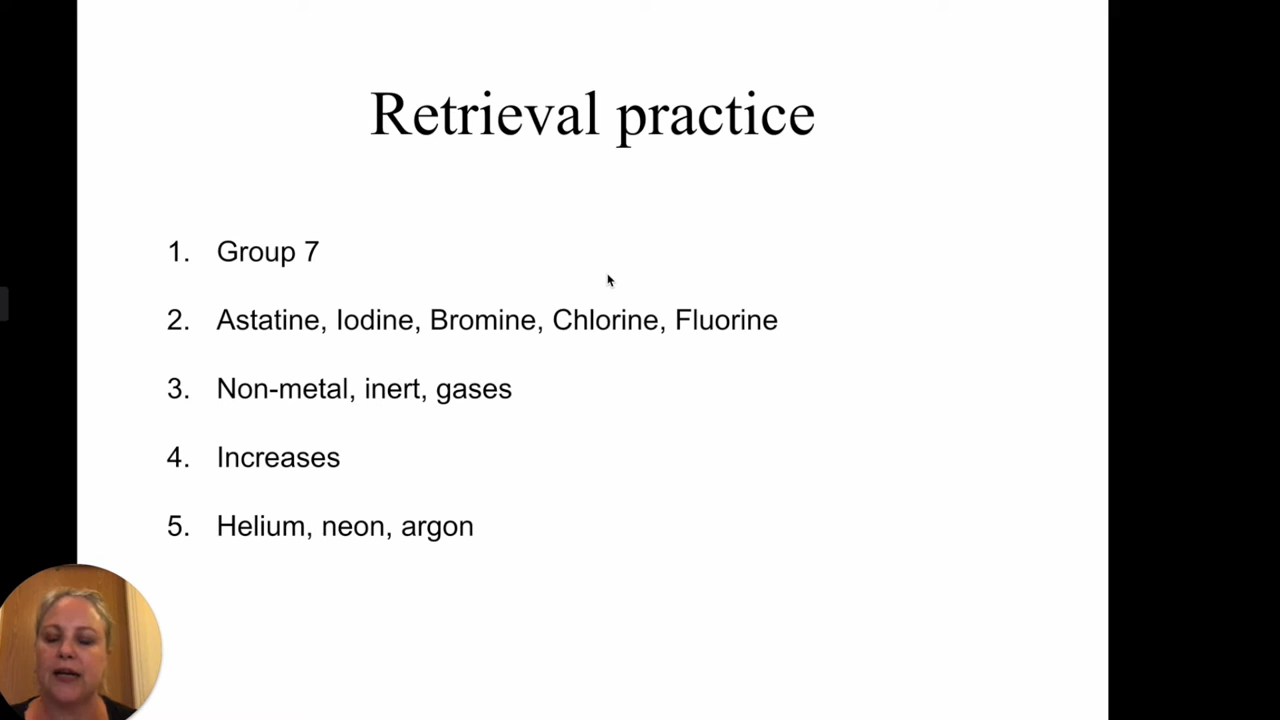 Retrieval practice
1. Group 7
2. Astatine, Iodine, Bromine, Chlorine, Fluorine
3. Non-metal, inert, gases
4. Increases
5. Helium, neon, argon